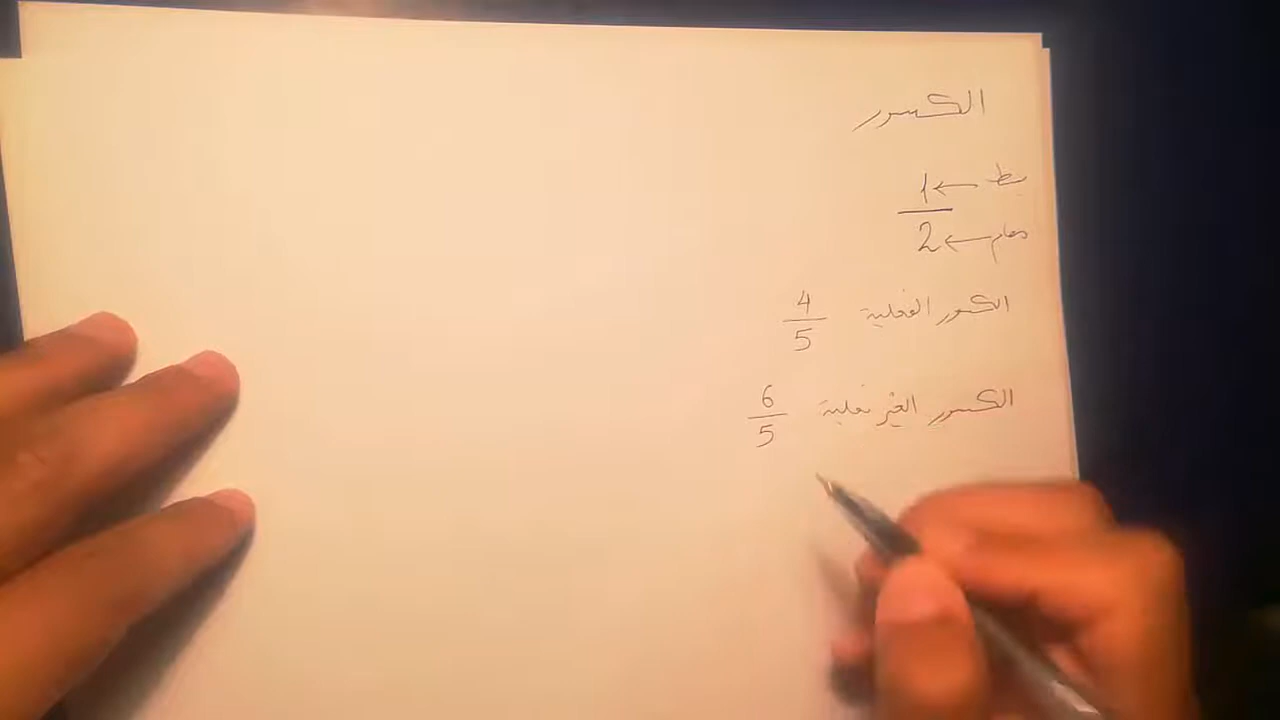 الكسور
1 ← بسط
2 ← مقام
الكسور الفعلية 4/5
الكسور الغير فعلية 6/5